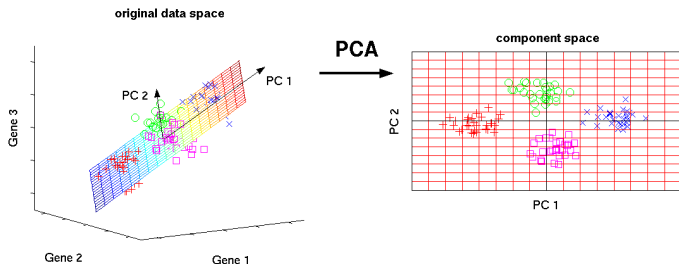 original data space
PC 1
PC 2
Gene 3
Gene 2
Gene 1
PCA
component space
PC 2
PC 1